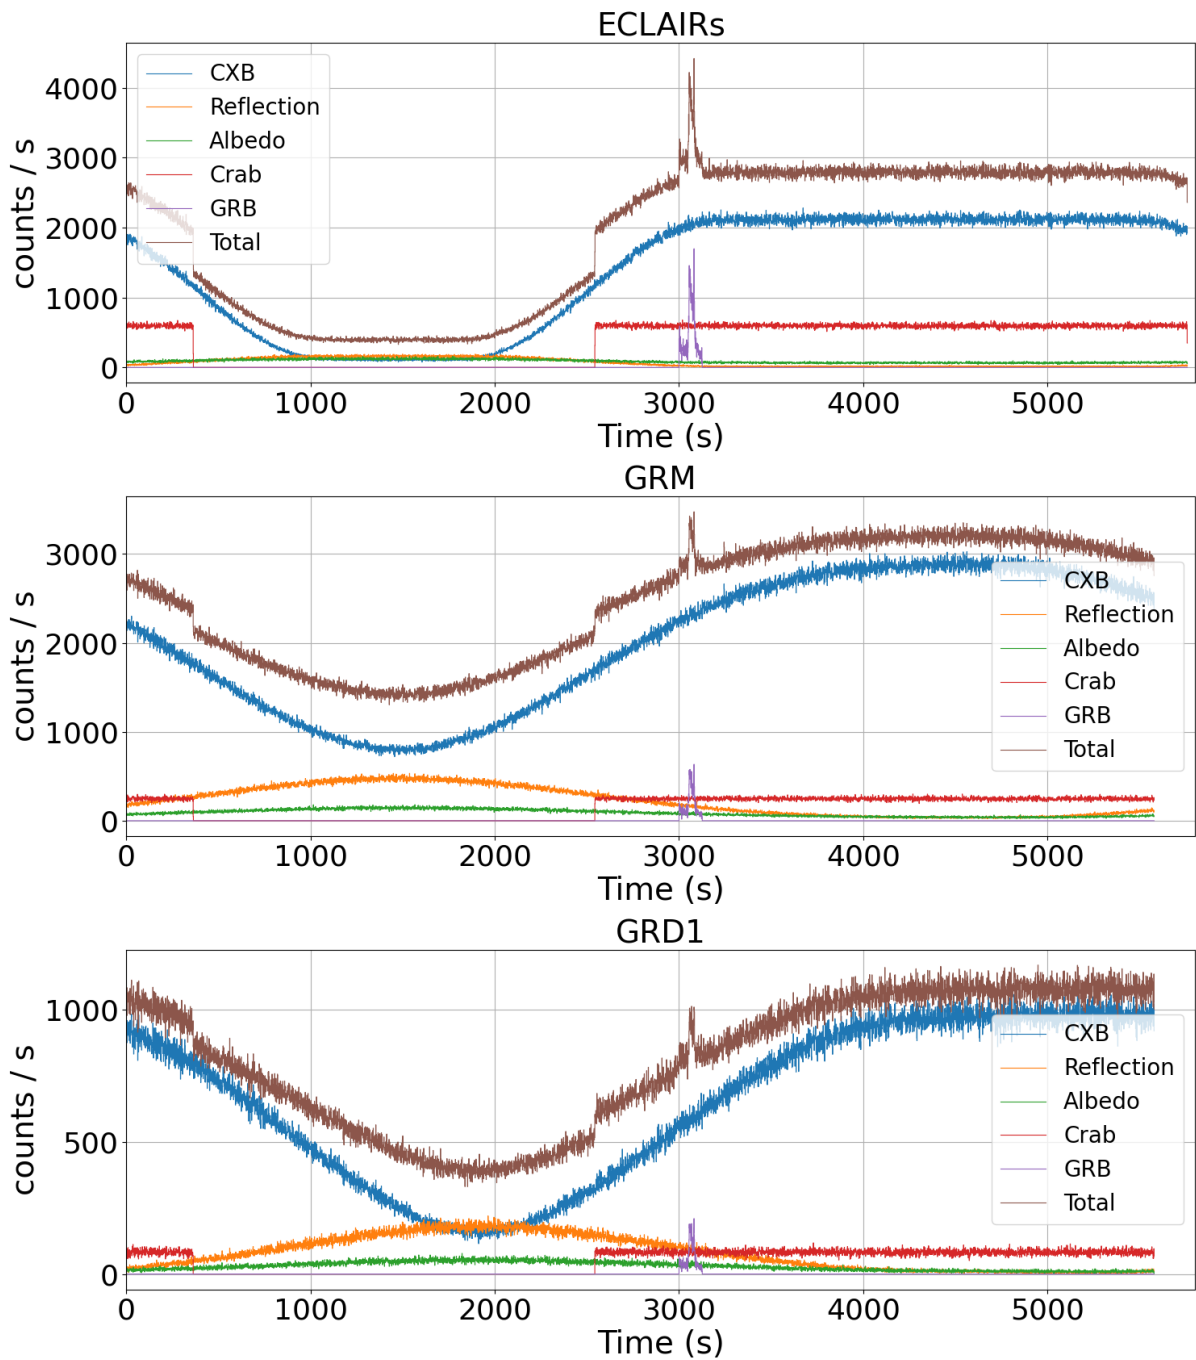 ECLAIRs
counts / s
4000
3000
2000
1000
0
CXB
Reflection
Albedo
Crab
GRB
Total
0 1000 2000 3000 4000 5000
Time (s)
GRM
counts / s
3000
2000
1000
0
CXB
Reflection
Albedo
Crab
GRB
Total
0 1000 2000 3000 4000 5000
Time (s)
GRD1
counts / s
1000
500
0
CXB
Reflection
Albedo
Crab
GRB
Total
0 1000 2000 3000 4000 5000
Time (s)